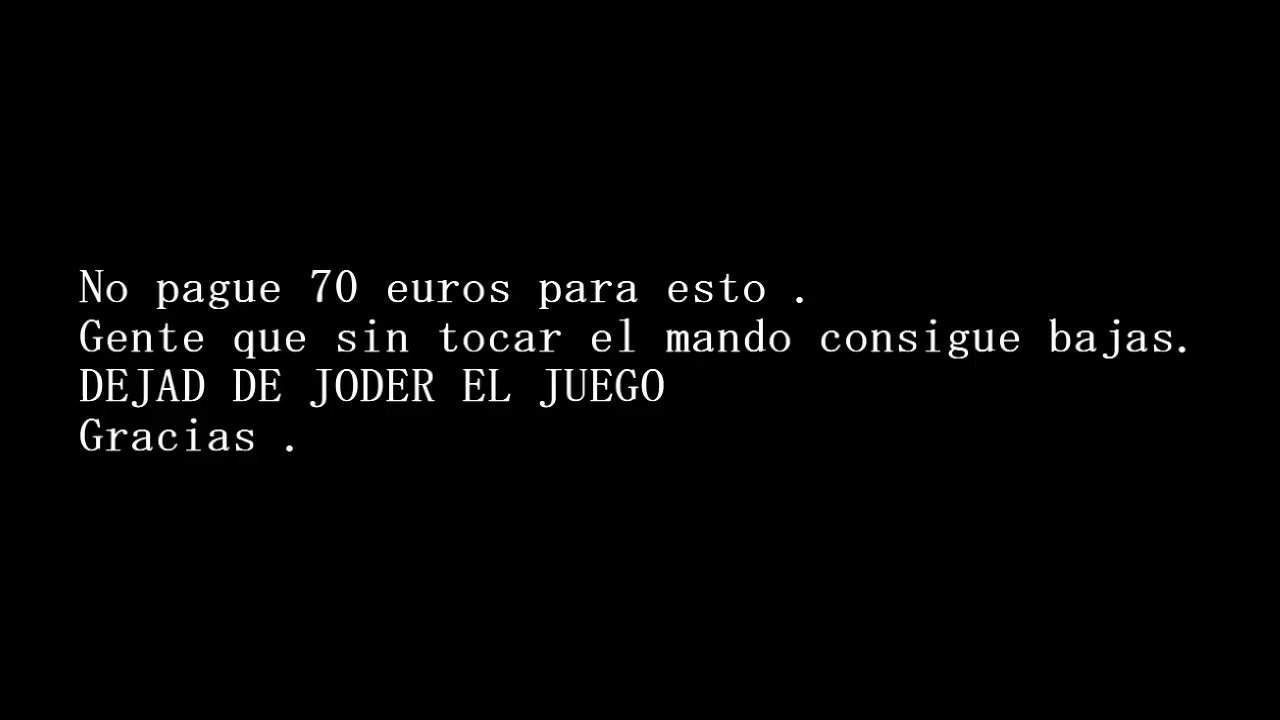 No pague 70 euros para esto .
Gente que sin tocar el mando consigue bajas.
DEJAD DE JODER EL JUEGO
Gracias .